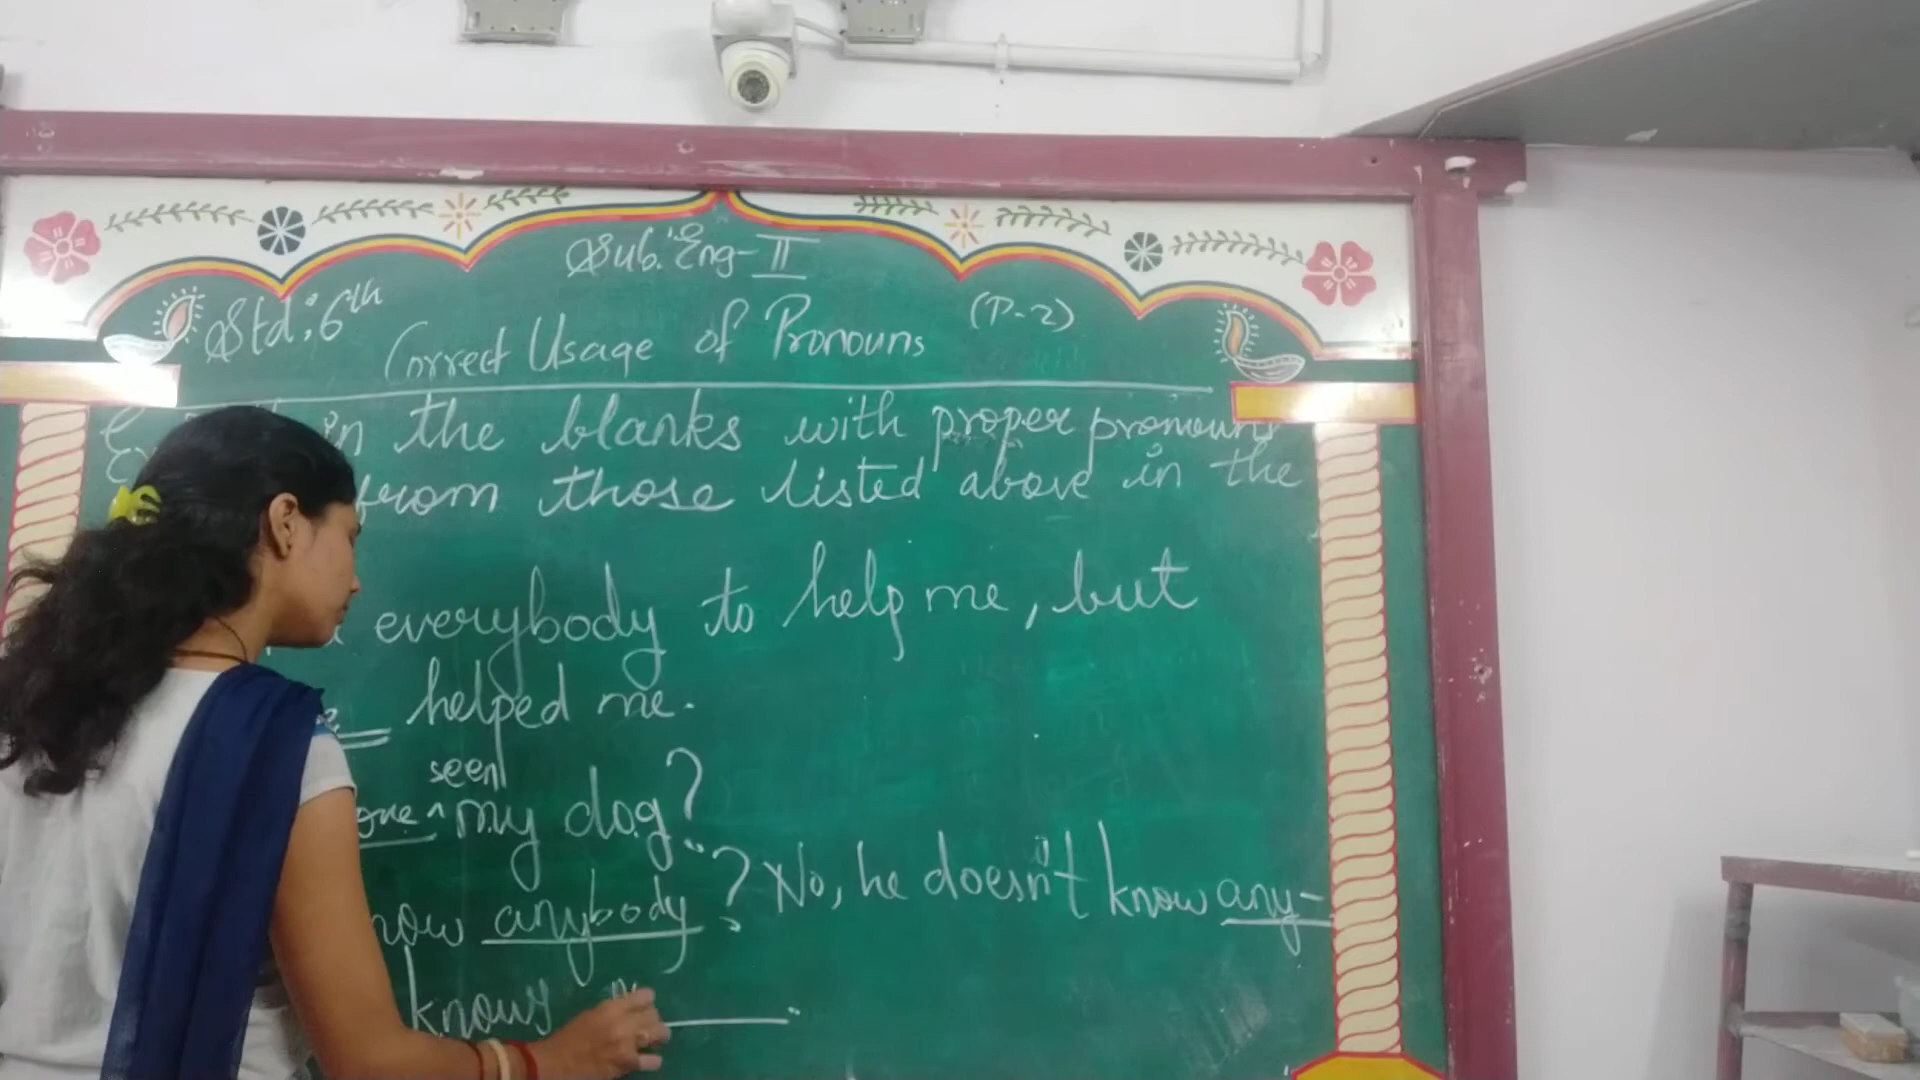 Sub: Eng-II
Std: 6th
Correct Usage of Pronouns (P-2)
in the blanks with proper pronouns
from those listed above in the
everybody to help me, but
helped me.
seen
one ^ my dog?
now anybody? No, he doesn't know any-
knows